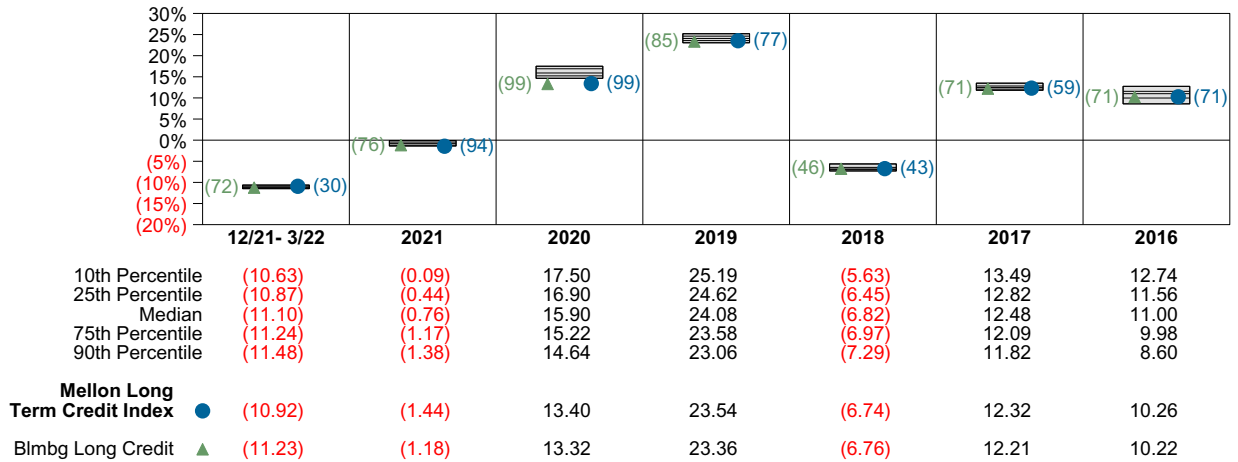 30%
25%
20%
15%
10%
5%
0%
(5%)
(10%)
(15%)
(20%)
(72) (30)
(76) (94)
(99) (99)
(85) (77)
(46) (43)
(71) (59)
(71) (71)
12/21- 3/22 2021 2020 2019 2018 2017 2016
10th Percentile (10.63) (0.09) 17.50 25.19 (5.63) 13.49 12.74
25th Percentile (10.87) (0.44) 16.90 24.62 (6.45) 12.82 11.56
Median (11.10) (0.76) 15.90 24.08 (6.82) 12.48 11.00
75th Percentile (11.24) (1.17) 15.22 23.58 (6.97) 12.09 9.98
90th Percentile (11.48) (1.38) 14.64 23.06 (7.29) 11.82 8.60
Mellon Long
Term Credit Index (10.92) (1.44) 13.40 23.54 (6.74) 12.32 10.26
Blmbg Long Credit (11.23) (1.18) 13.32 23.36 (6.76) 12.21 10.22